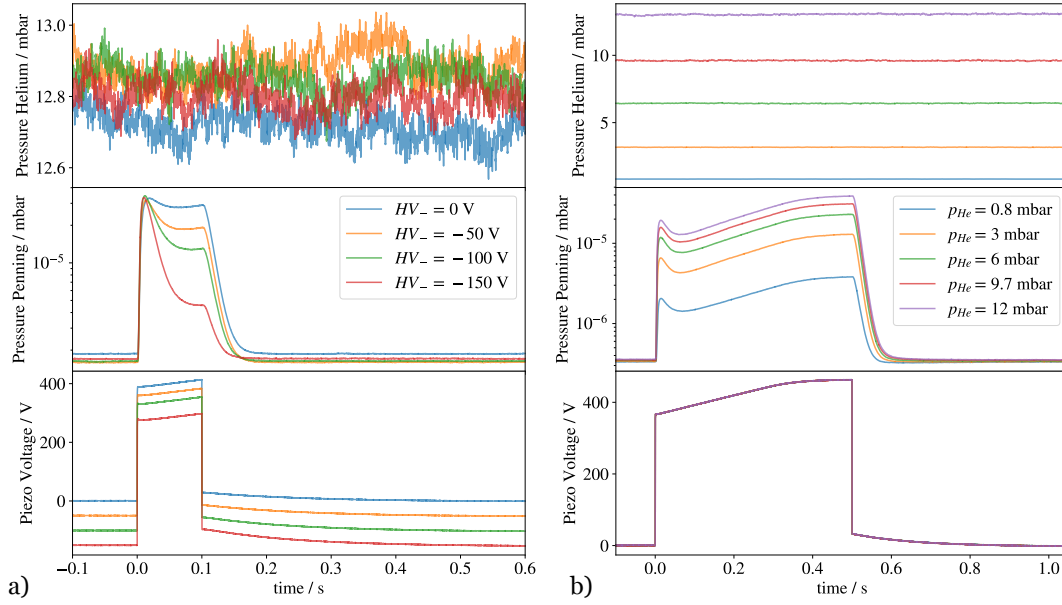 Pressure Helium / mbar
13.0
12.8
12.6
Pressure Penning / mbar
10⁻⁵
HV₋ = 0 V
HV₋ = −50 V
HV₋ = −100 V
HV₋ = −150 V
Piezo Voltage / V
400
200
0
−0.1 0.0 0.1 0.2 0.3 0.4 0.5 0.6
time / s
a)
Pressure Helium / mbar
10
5
Pressure Penning / mbar
10⁻⁵
10⁻⁶
p_He = 0.8 mbar
p_He = 3 mbar
p_He = 6 mbar
p_He = 9.7 mbar
p_He = 12 mbar
Piezo Voltage / V
400
200
0
0.0 0.2 0.4 0.6 0.8 1.0
time / s
b)